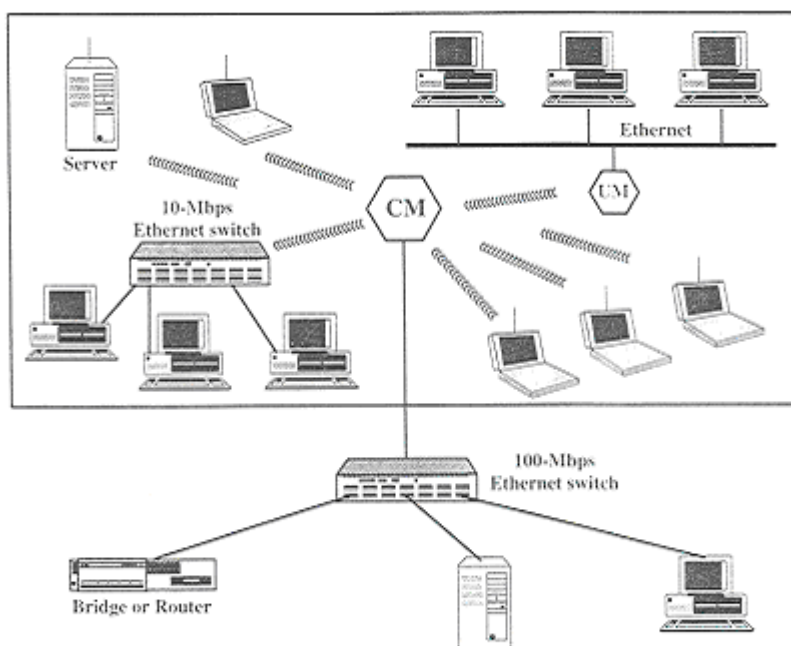 Server
Ethernet
UM
CM
10-Mbps
Ethernet switch
100-Mbps
Ethernet switch
Bridge or Router